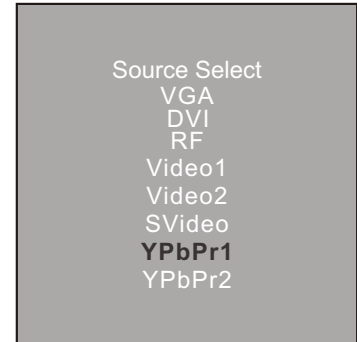 Source Select
VGA
DVI
RF
Video1
Video2
SVideo
YPbPr1
YPbPr2